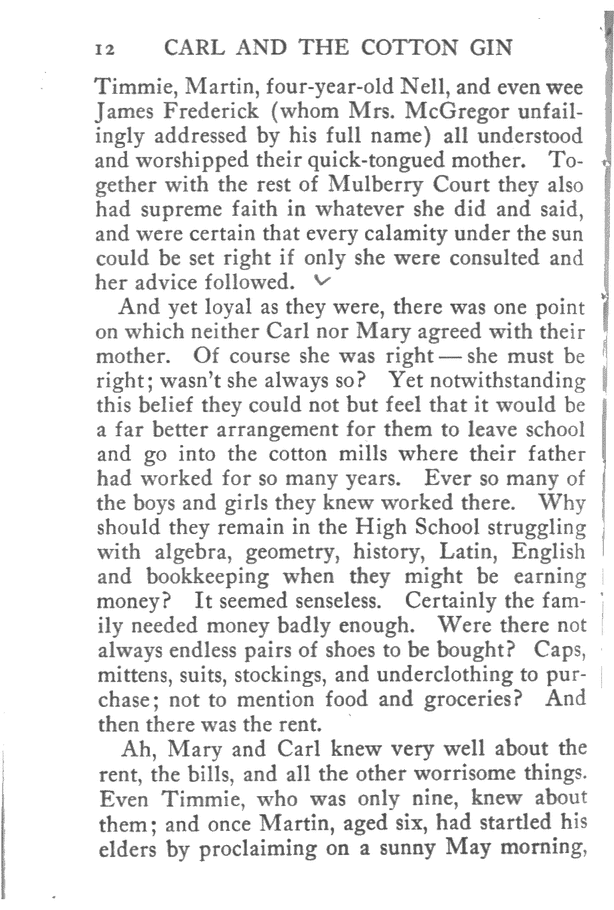 12 CARL AND THE COTTON GIN
Timmie, Martin, four-year-old Nell, and even wee
James Frederick (whom Mrs. McGregor unfail-
ingly addressed by his full name) all understood
and worshipped their quick-tongued mother. To-
gether with the rest of Mulberry Court they also
had supreme faith in whatever she did and said,
and were certain that every calamity under the sun
could be set right if only she were consulted and
her advice followed.
And yet loyal as they were, there was one point
on which neither Carl nor Mary agreed with their
mother. Of course she was right — she must be
right; wasn't she always so? Yet notwithstanding
this belief they could not but feel that it would be
a far better arrangement for them to leave school
and go into the cotton mills where their father
had worked for so many years. Ever so many of
the boys and girls they knew worked there. Why
should they remain in the High School struggling
with algebra, geometry, history, Latin, English
and bookkeeping when they might be earning
money? It seemed senseless. Certainly the fam-
ily needed money badly enough. Were there not
always endless pairs of shoes to be bought? Caps,
mittens, suits, stockings, and underclothing to pur-
chase; not to mention food and groceries? And
then there was the rent.
Ah, Mary and Carl knew very well about the
rent, the bills, and all the other worrisome things.
Even Timmie, who was only nine, knew about
them; and once Martin, aged six, had startled his
elders by proclaiming on a sunny May morning,